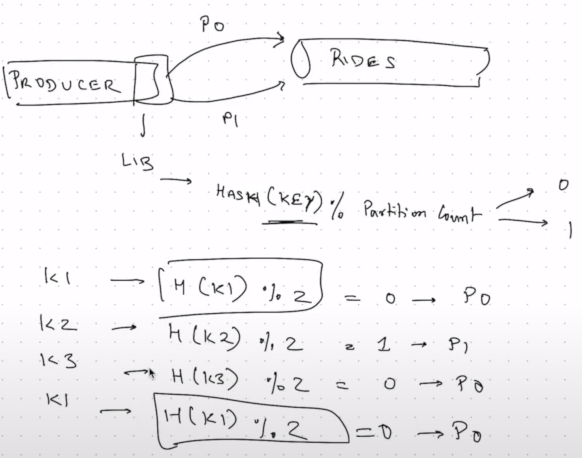 P0
RIDES
PRODUCER
P1
LIB
HASH (KEY) % Partition Count
0
1
K1 H (K1) % 2 = 0 P0
K2 H (K2) % 2 = 1 P1
K3 H (K3) % 2 = 0 P0
K1 H (K1) % 2 = 0 P0